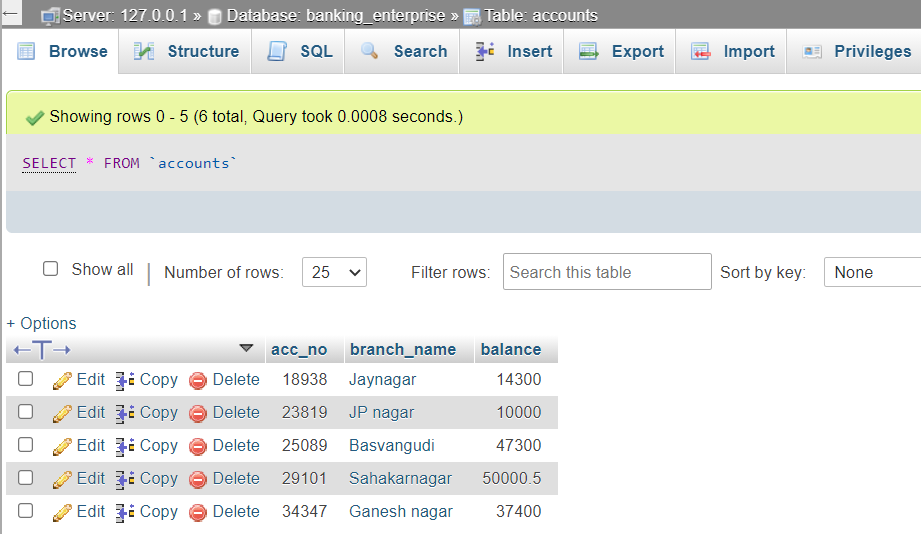 Server: 127.0.0.1 » Database: banking_enterprise » Table: accounts
Browse Structure SQL Search Insert Export Import Privileges
Showing rows 0 - 5 (6 total, Query took 0.0008 seconds.)
SELECT * FROM `accounts`
Show all Number of rows: 25 Filter rows: Search this table Sort by key: None
+ Options
←T→ acc_no branch_name balance
Edit Copy Delete 18938 Jaynagar 14300
Edit Copy Delete 23819 JP nagar 10000
Edit Copy Delete 25089 Basvangudi 47300
Edit Copy Delete 29101 Sahakarnagar 50000.5
Edit Copy Delete 34347 Ganesh nagar 37400